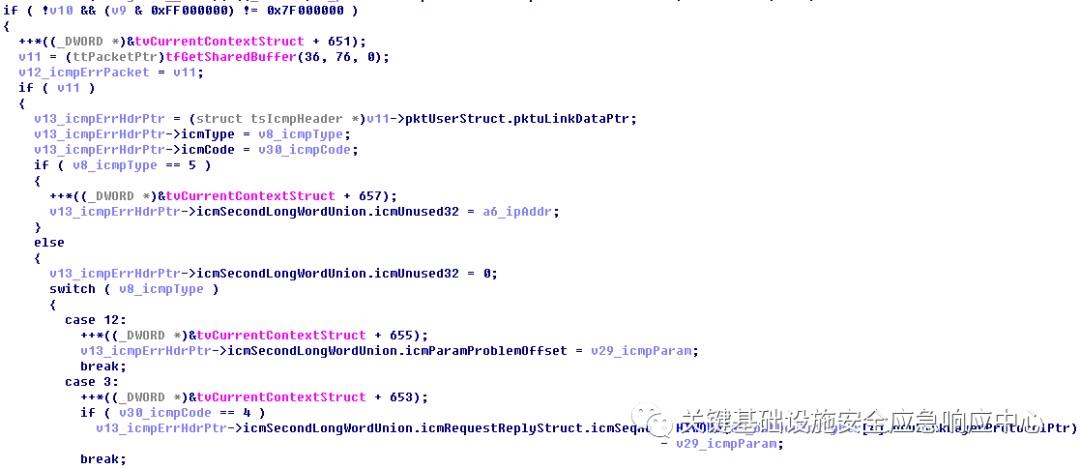 if ( !v10 && (v9 & 0xFF000000) != 0x7F000000 )
{
++*((_DWORD *)&tvCurrentContextStruct + 651);
v11 = (ttPacketPtr)tfGetSharedBuffer(36, 76, 0);
v12_icmpErrPacket = v11;
if ( v11 )
{
v13_icmpErrHdrPtr = (struct tsIcmpHeader *)v11->pktUserStruct.pktuLinkDataPtr;
v13_icmpErrHdrPtr->icmType = v8_icmpType;
v13_icmpErrHdrPtr->icmCode = v30_icmpCode;
if ( v8_icmpType == 5 )
{
++*((_DWORD *)&tvCurrentContextStruct + 657);
v13_icmpErrHdrPtr->icmSecondLongWordUnion.icmUnused32 = a6_ipAddr;
}
else
{
v13_icmpErrHdrPtr->icmSecondLongWordUnion.icmUnused32 = 0;
switch ( v8_icmpType )
{
case 12:
++*((_DWORD *)&tvCurrentContextStruct + 655);
v13_icmpErrHdrPtr->icmSecondLongWordUnion.icmParamProblemOffset = v29_icmpParam;
break;
case 3:
++*((_DWORD *)&tvCurrentContextStruct + 653);
if ( v30_icmpCode == 4 )
v13_icmpErrHdrPtr->icmSecondLongWordUnion.icmRequestReplyStruct.
- v29_icmpParam;
break;
关键基础设施安全应急响应中心